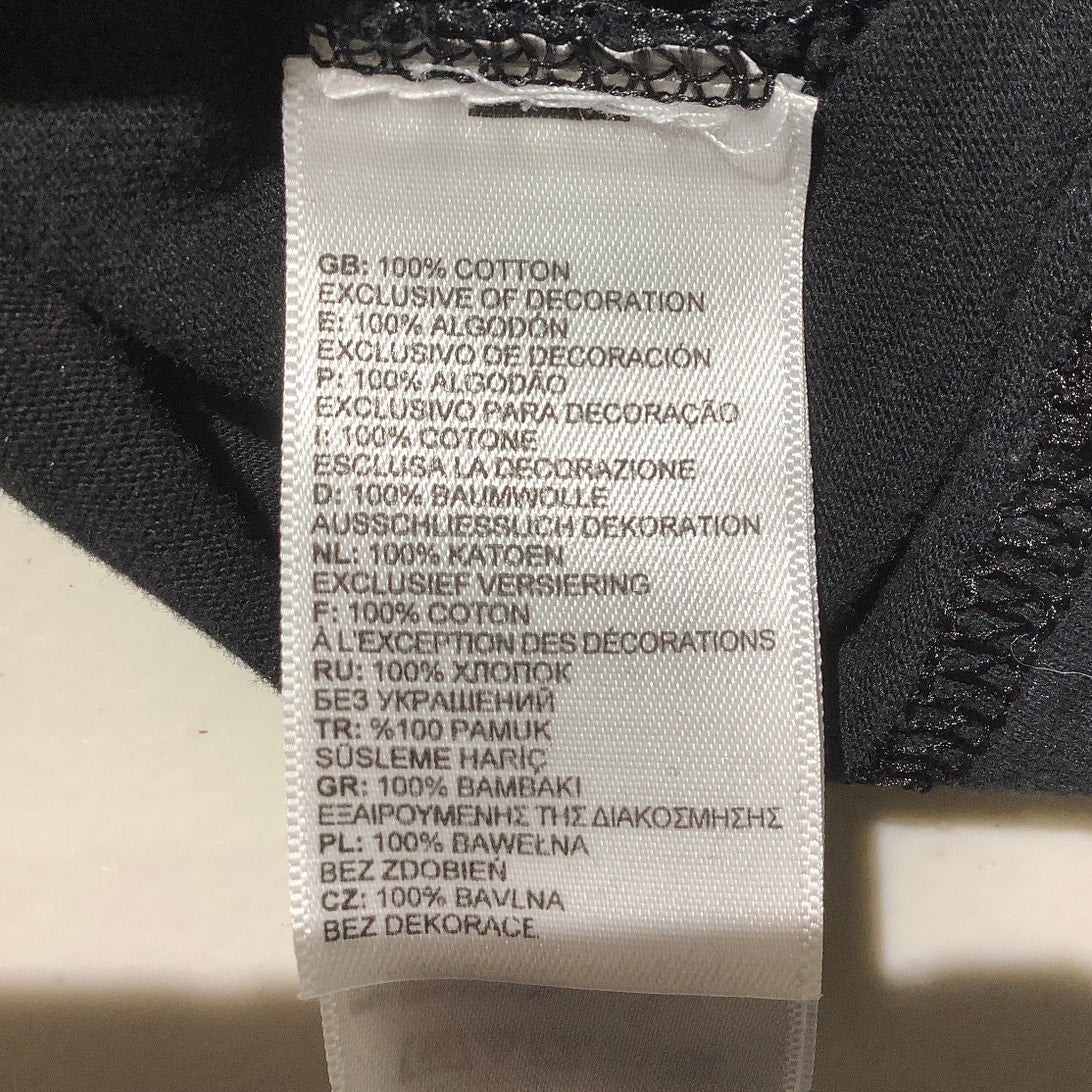 GB: 100% COTTON
EXCLUSIVE OF DECORATION
E: 100% ALGODÓN
EXCLUSIVO DE DECORACIÓN
P: 100% ALGODÃO
EXCLUSIVO PARA DECORAÇÃO
I: 100% COTONE
ESCLUSA LA DECORAZIONE
D: 100% BAUMWOLLE
AUSSCHLIESSLICH DEKORATION
NL: 100% KATOEN
EXCLUSIEF VERSIERING
F: 100% COTON
À L'EXCEPTION DES DÉCORATIONS
RU: 100% ХЛОПОК
БЕЗ УКРАШЕНИЙ
TR: %100 PAMUK
SÜSLEME HARİÇ
GR: 100% ΒΑΜΒΑΚΙ
ΕΞΑΙΡΟΥΜΕΝΗΣ ΤΗΣ ΔΙΑΚΟΣΜΗΣΗΣ
PL: 100% BAWEŁNA
BEZ ZDOBIEŃ
CZ: 100% BAVLNA
BEZ DEKORACE